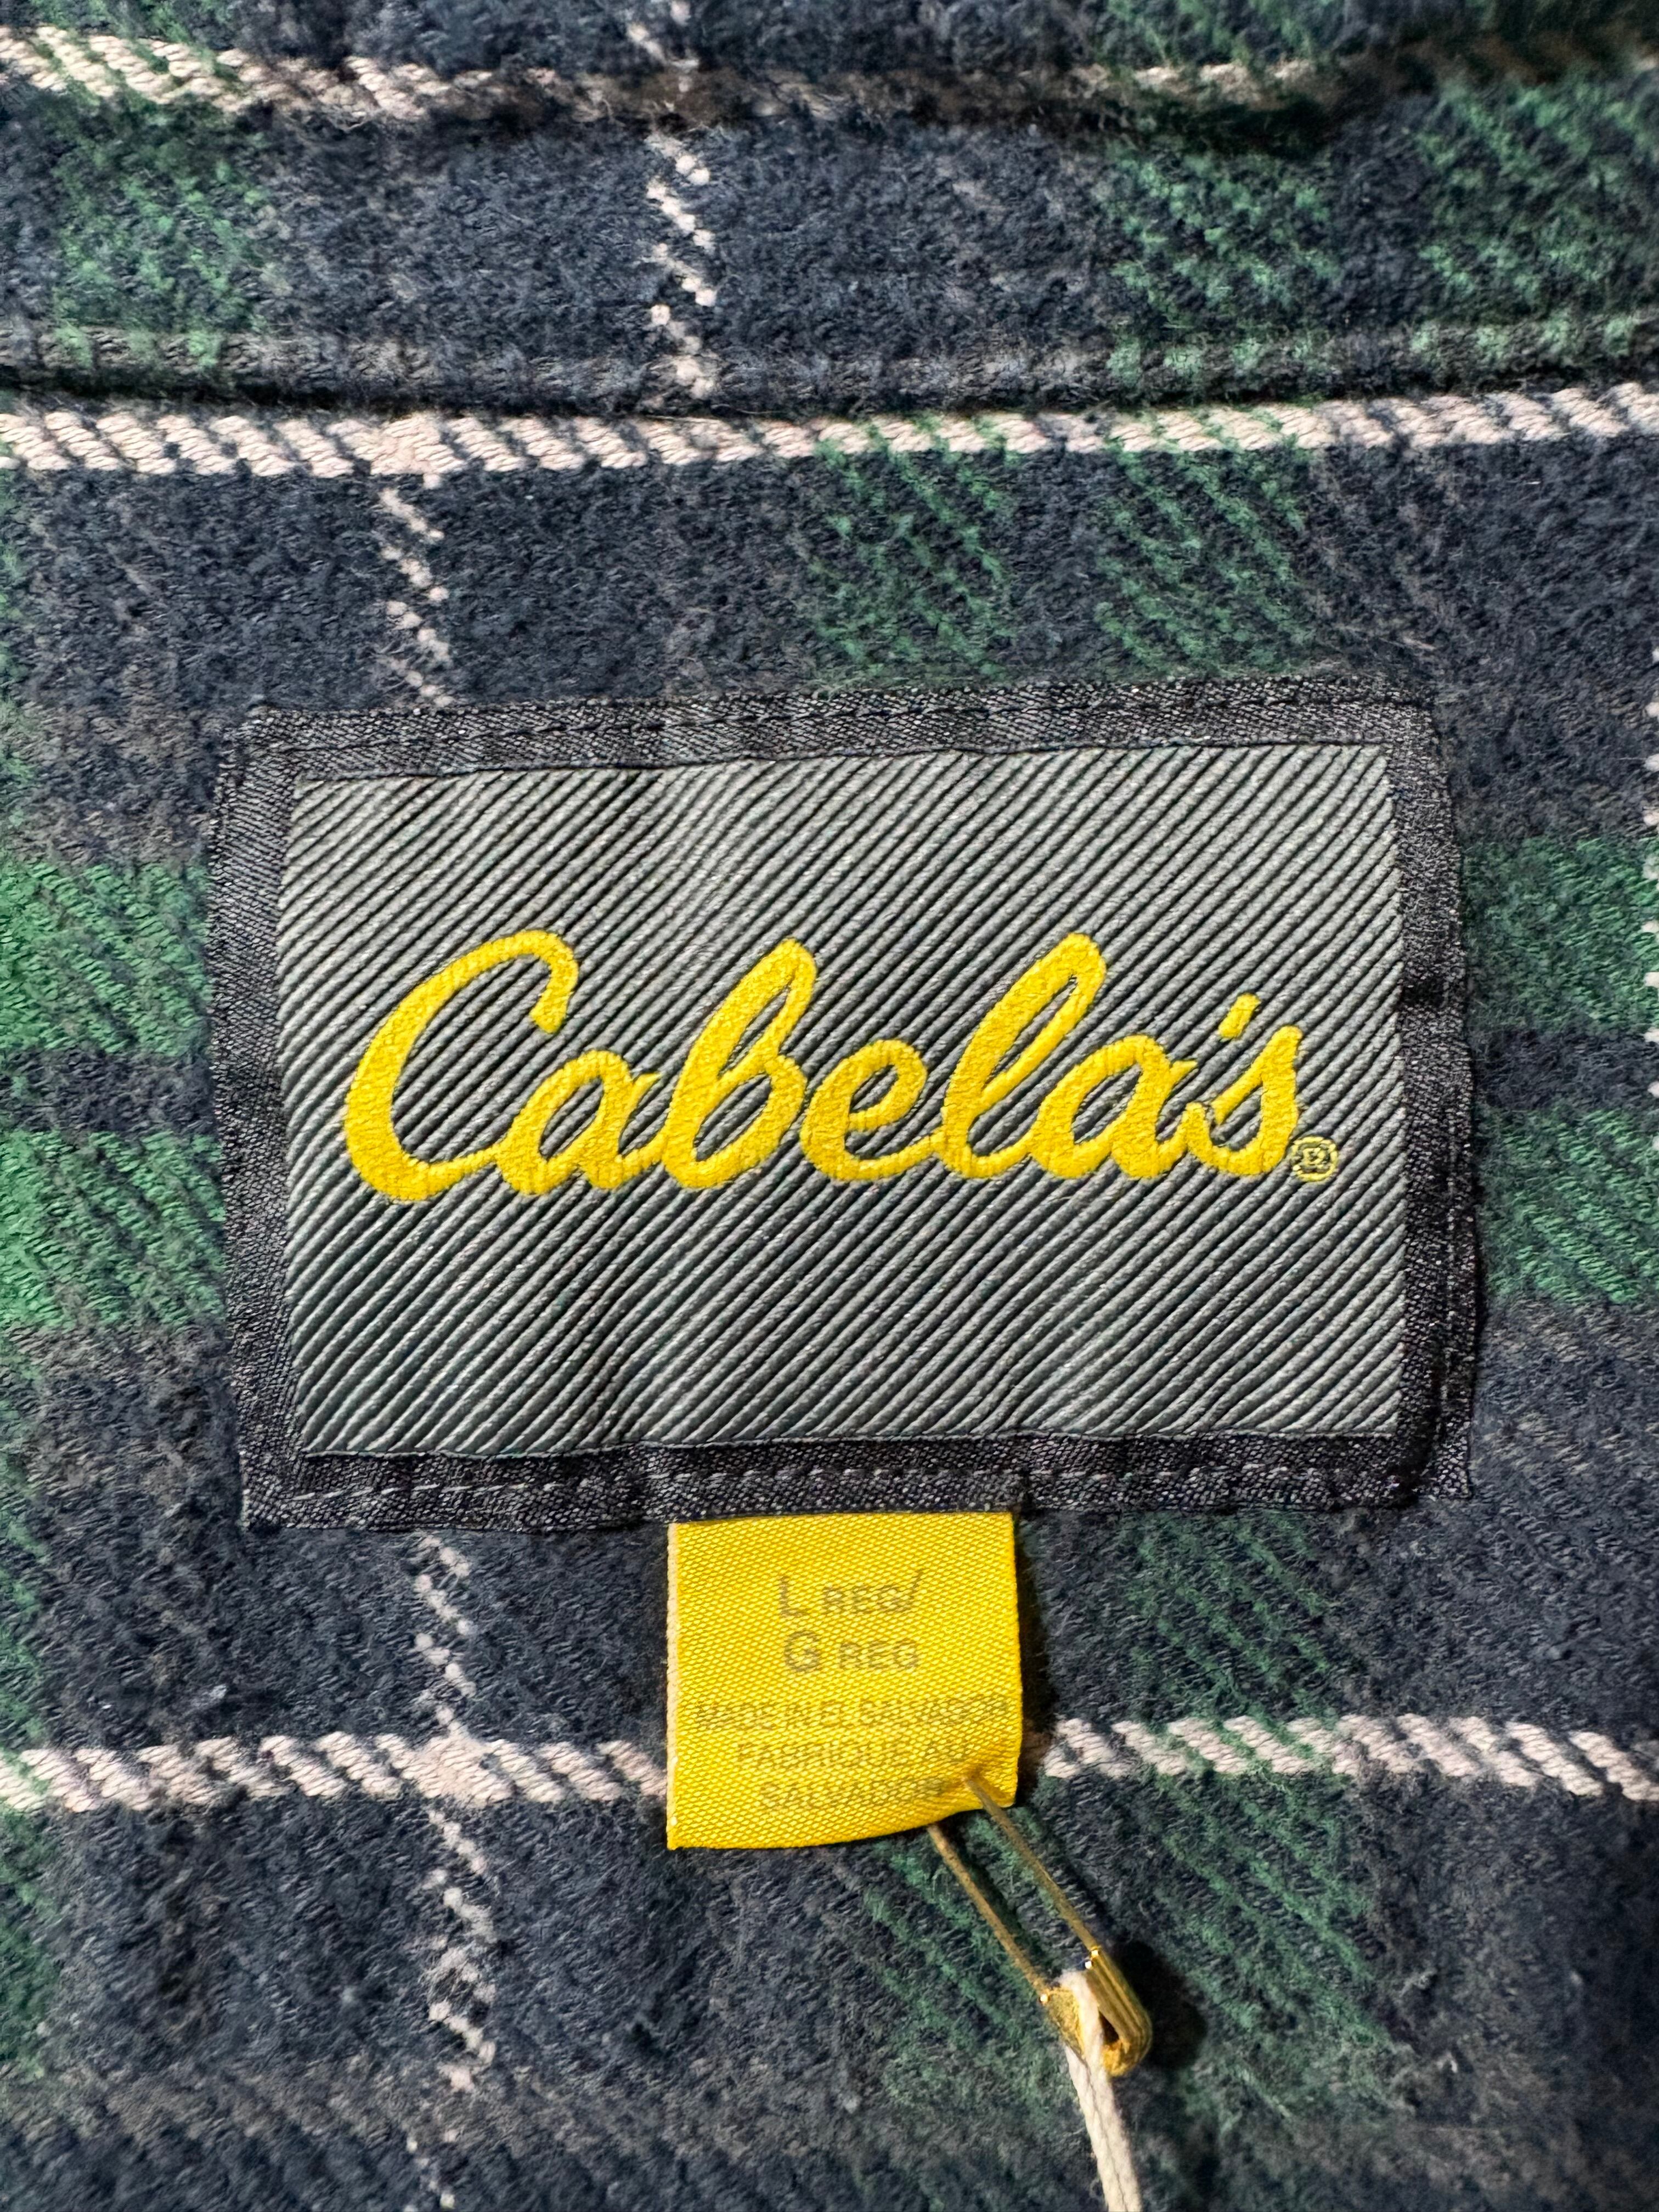 Cabela's®
L REG/
G REG
MADE IN EL SALVADOR
FABRIQUE AU
SALVADOR